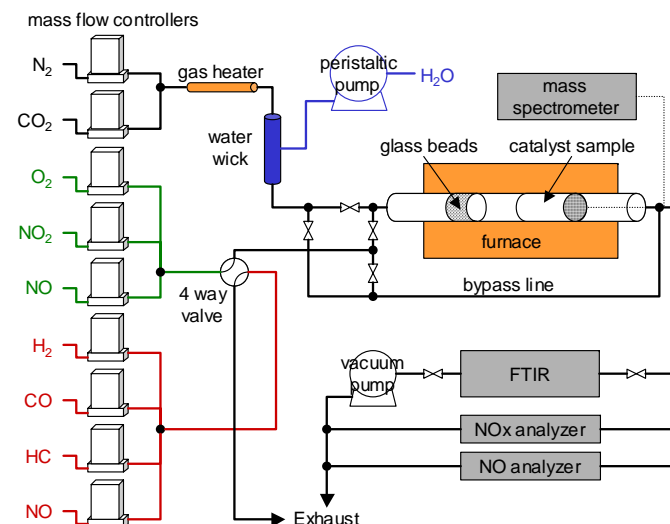 mass flow controllers
N2
CO2
O2
NO2
NO
H2
CO
HC
NO
gas heater
peristaltic
pump
H2O
water
wick
mass
spectrometer
glass beads
catalyst sample
furnace
bypass line
4 way
valve
vacuum
pump
FTIR
NOx analyzer
NO analyzer
Exhaust